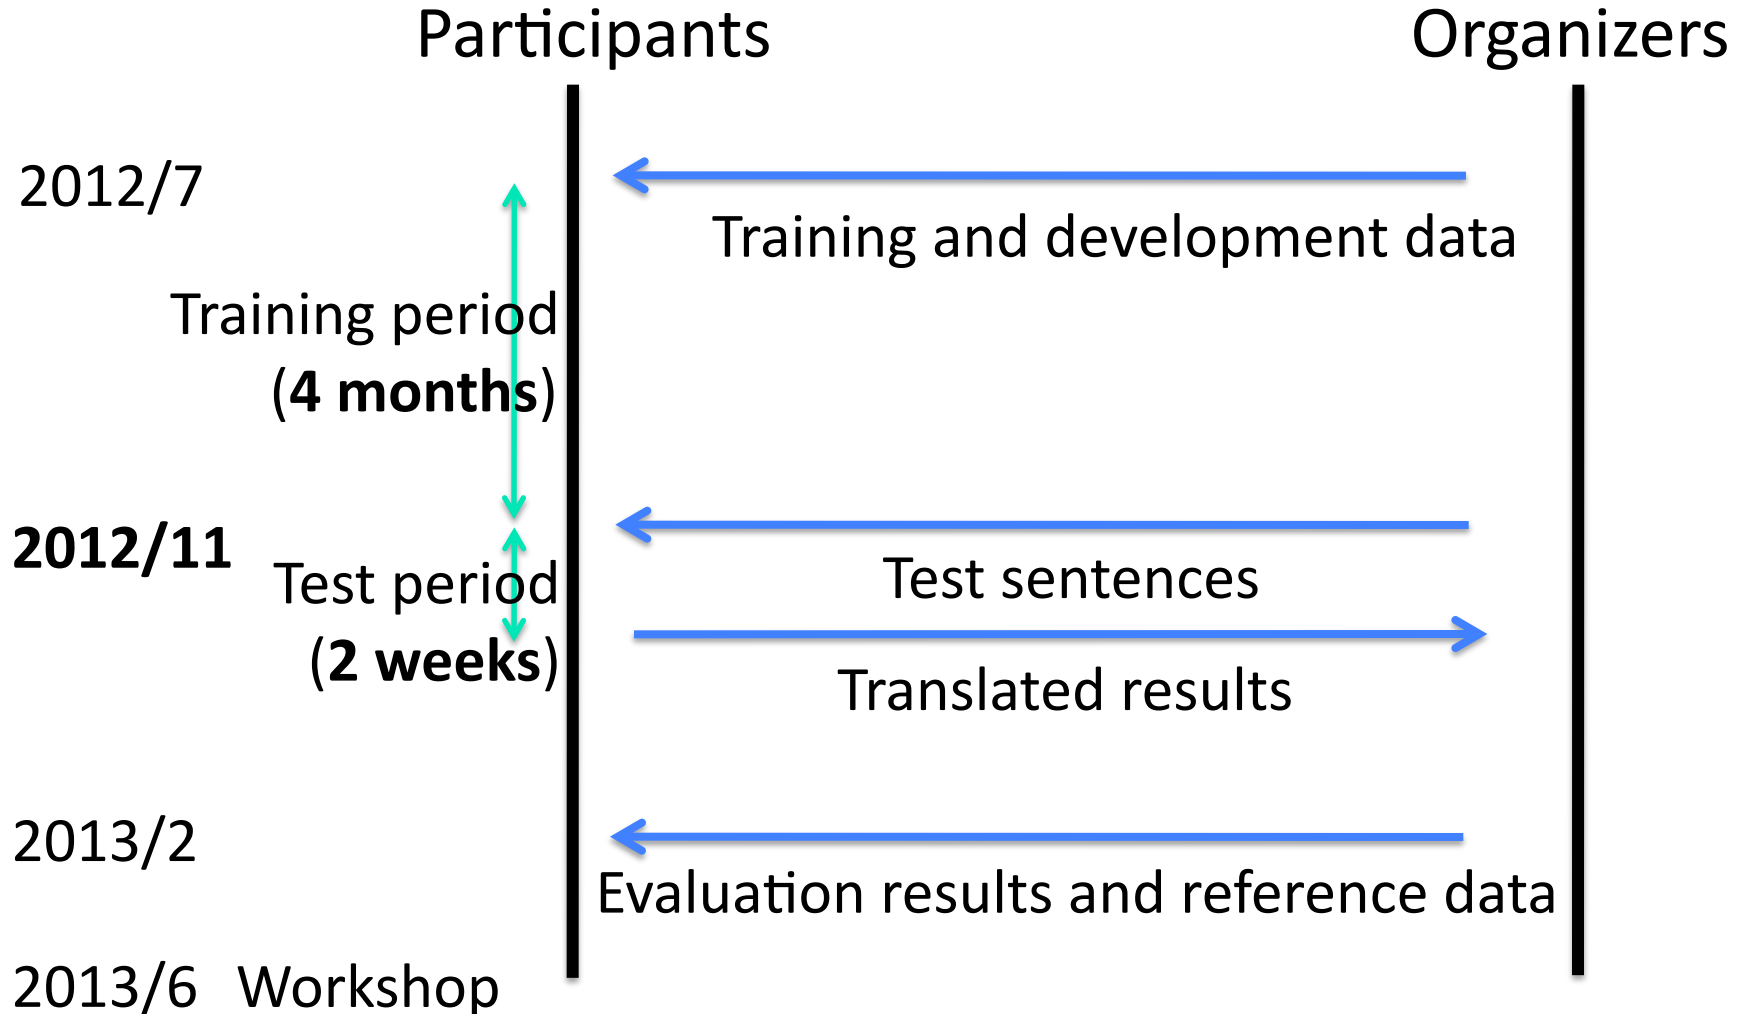 Participants
Organizers
2012/7
Training and development data
Training period
(4 months)
2012/11
Test period
(2 weeks)
Test sentences
Translated results
2013/2
Evaluation results and reference data
2013/6 Workshop